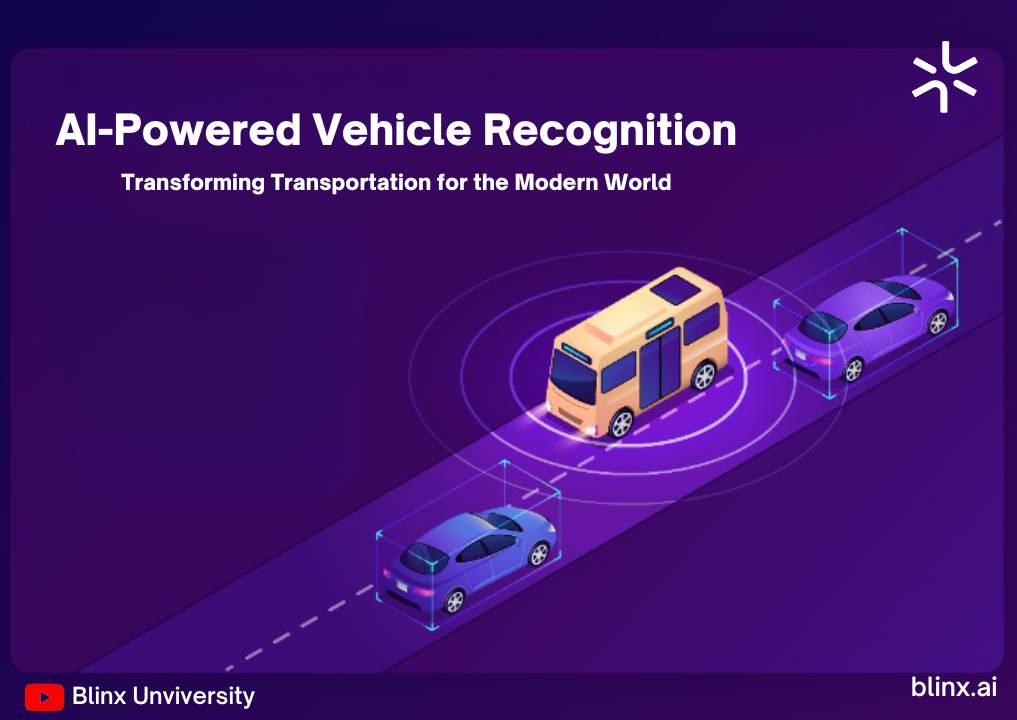 AI-Powered Vehicle Recognition
Transforming Transportation for the Modern World
Blinx Unviversity
blinx.ai